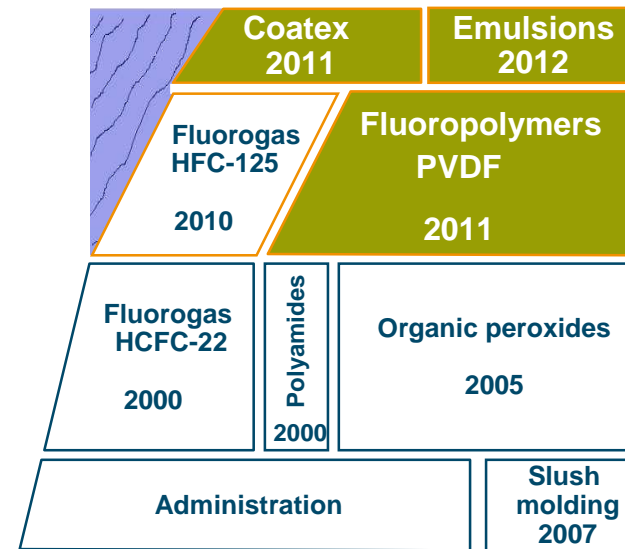 Coatex
2011
Emulsions
2012
Fluorogas
HFC-125
2010
Fluoropolymers
PVDF
2011
Fluorogas
HCFC-22
2000
Polyamides
2000
Organic peroxides
2005
Administration
Slush
molding
2007